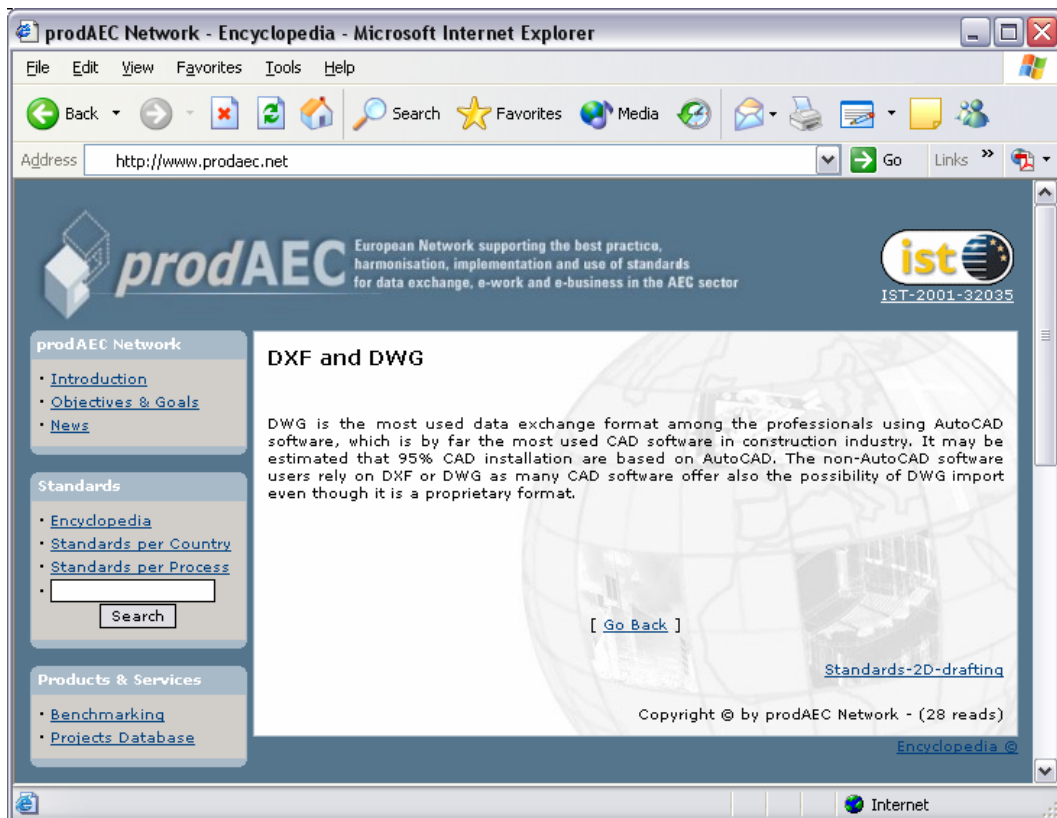 prodAEC Network - Encyclopedia - Microsoft Internet Explorer
File Edit View Favorites Tools Help
Back Search Favorites Media
Address http://www.prodaec.net Go Links »
prodAEC
European Network supporting the best practice,
harmonisation, implementation and use of standards
for data exchange, e-work and e-business in the AEC sector
ist
IST-2001-32035
prodAEC Network
· Introduction
· Objectives & Goals
· News
Standards
· Encyclopedia
· Standards per Country
· Standards per Process
Search
Products & Services
· Benchmarking
· Projects Database
DXF and DWG
DWG is the most used data exchange format among the professionals using AutoCAD
software, which is by far the most used CAD software in construction industry. It may be
estimated that 95% CAD installation are based on AutoCAD. The non-AutoCAD software
users rely on DXF or DWG as many CAD software offer also the possibility of DWG import
even though it is a proprietary format.
[ Go Back ]
Standards-2D-drafting
Copyright © by prodAEC Network - (28 reads)
Encyclopedia ©
Internet